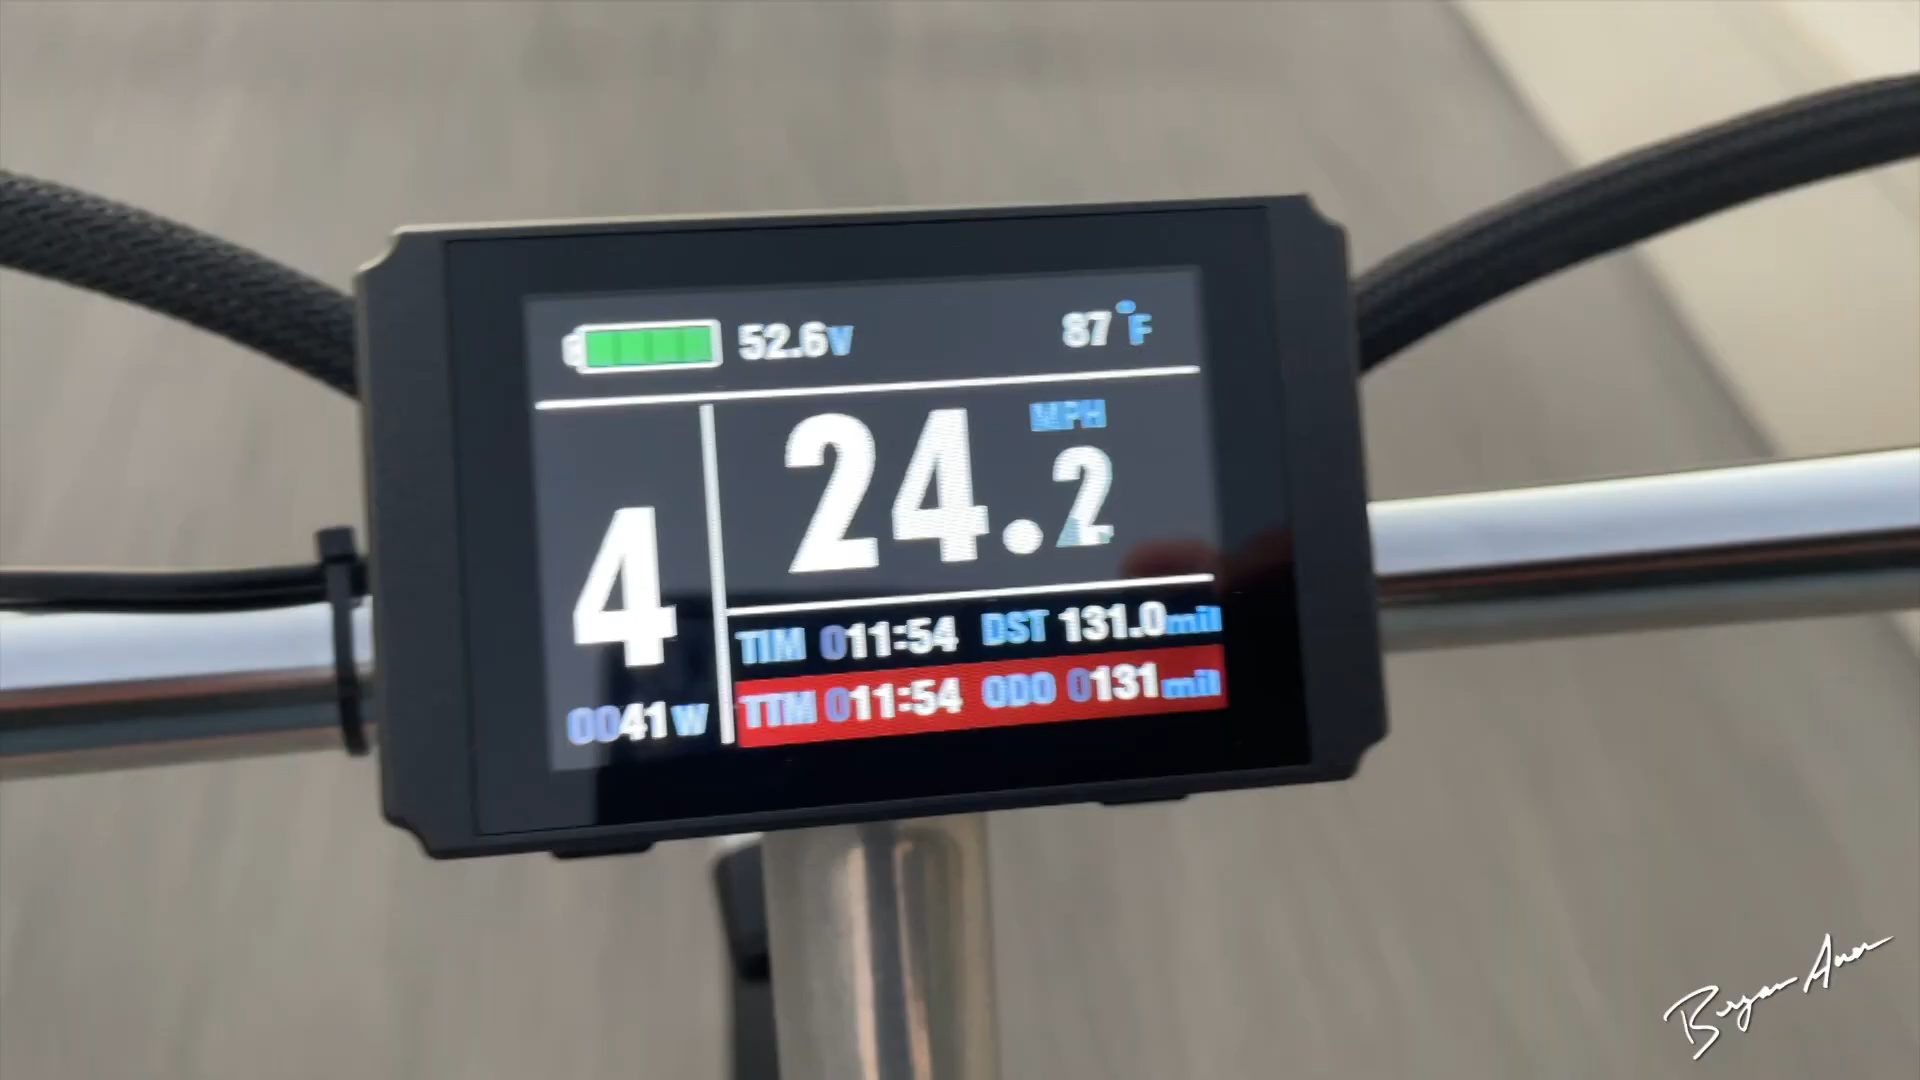 52.6V 87°F
MPH
24.2
4
TIM 011:54 DST 131.0mil
TTM 011:54 ODO 0131mil
0041W
Bryan